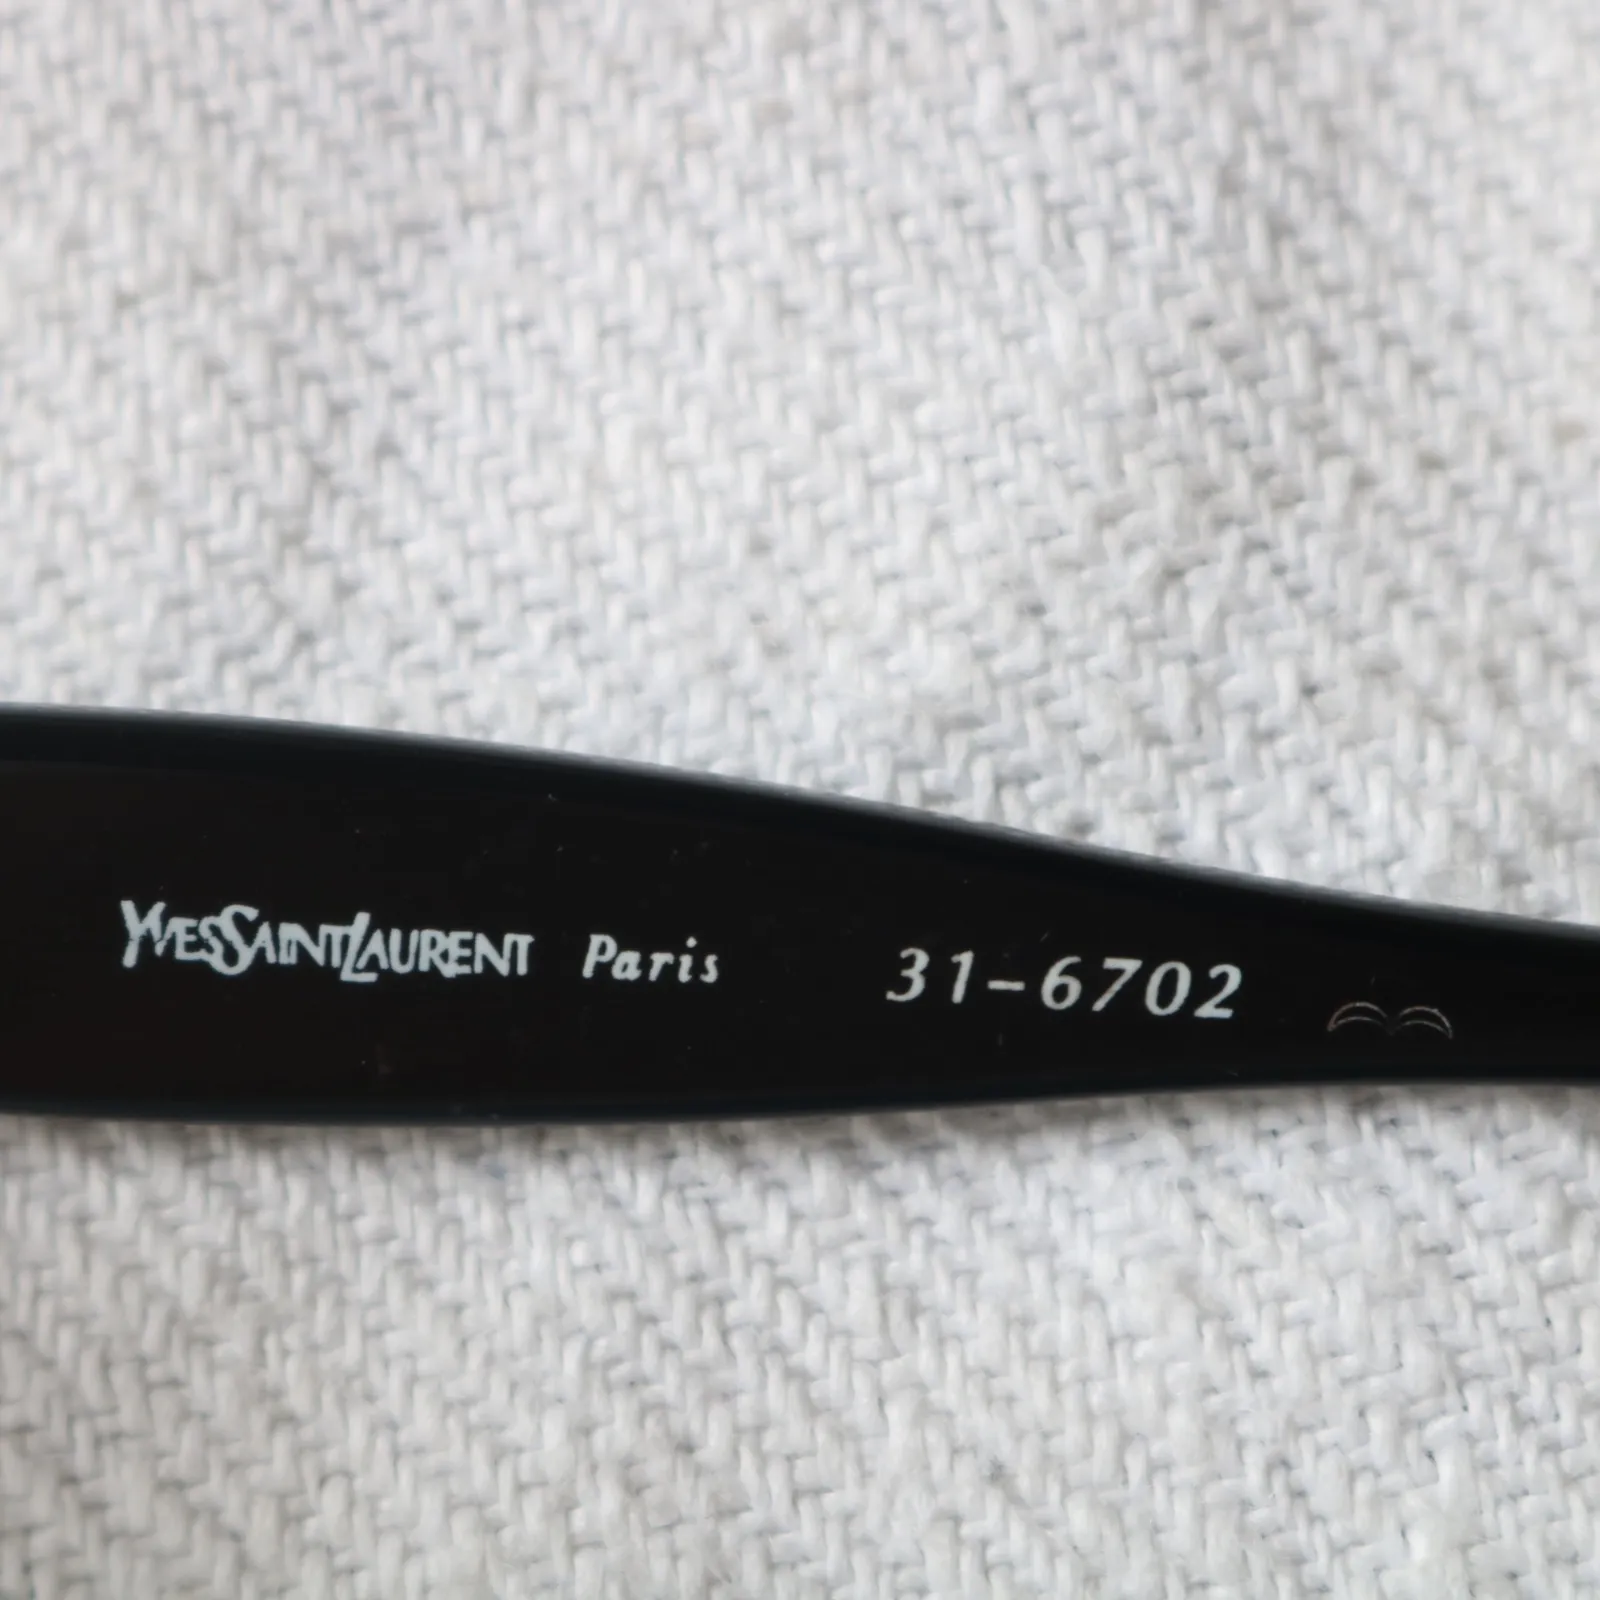 YVESSAINTLAURENT Paris 31-6702